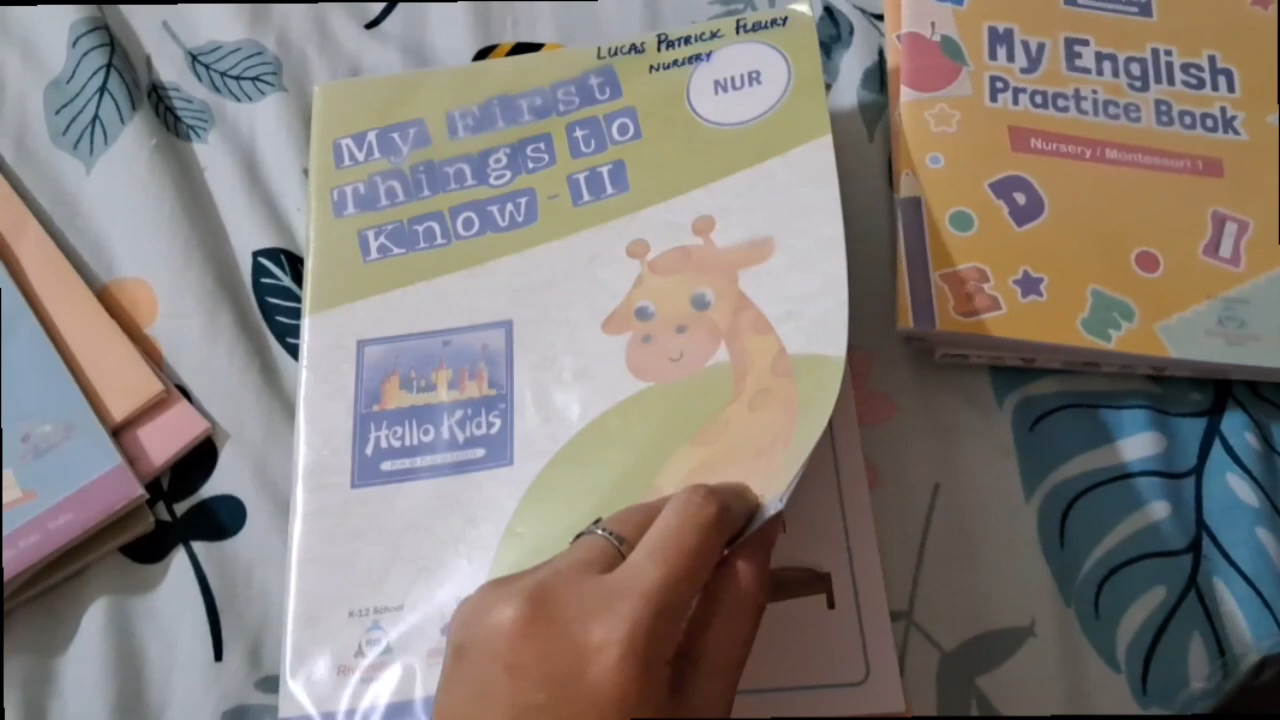 LUCAS PATRICK FLEURY
NURSERY
NUR
My First
Things to
Know - II
Hello Kids
K-12 School
My English
Practice Book
Nursery / Montessori 1
D
I
E
F